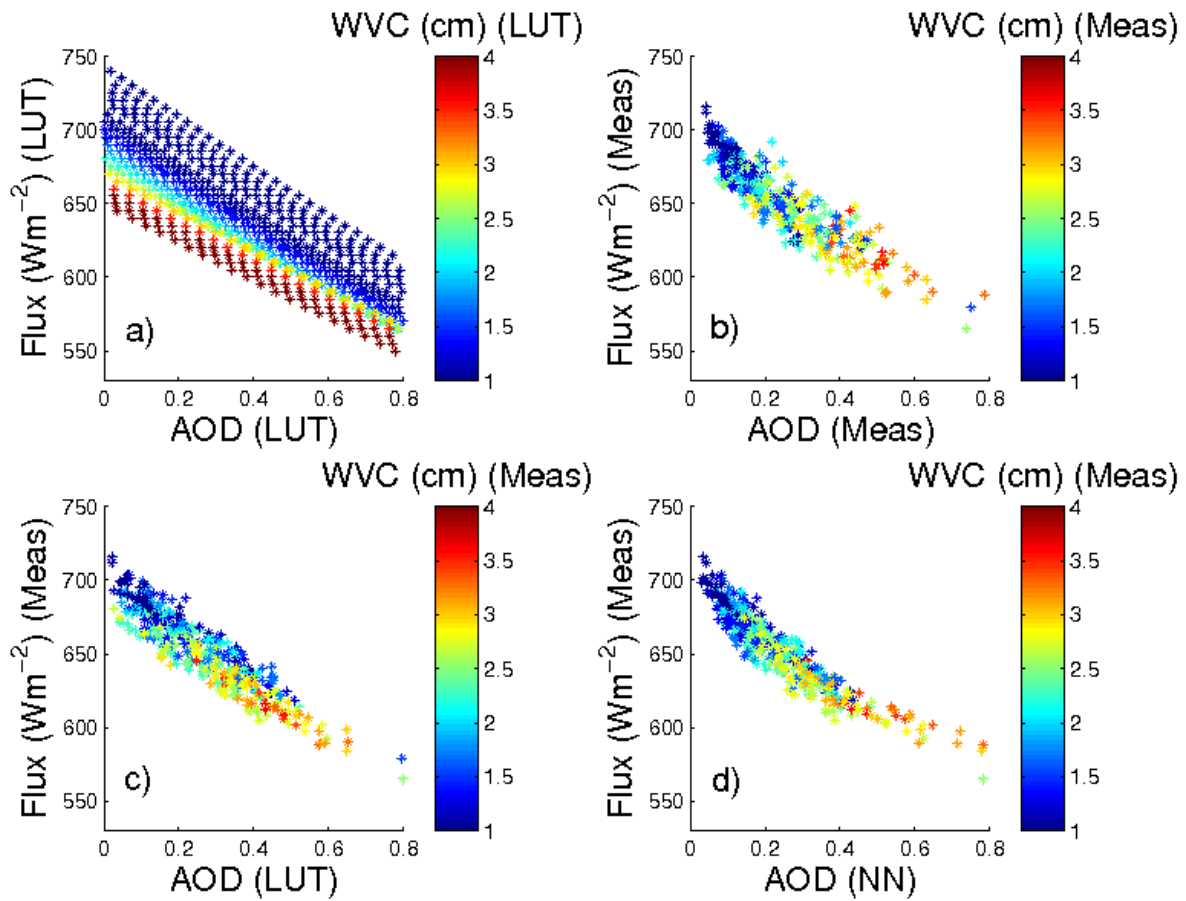 WVC (cm) (LUT)
750
700
650
600
550
Flux (Wm−2) (LUT)
a)
0 0.2 0.4 0.6 0.8
AOD (LUT)
4
3.5
3
2.5
2
1.5
1
WVC (cm) (Meas)
750
700
650
600
550
Flux (Wm−2) (Meas)
b)
0 0.2 0.4 0.6 0.8
AOD (Meas)
4
3.5
3
2.5
2
1.5
1
WVC (cm) (Meas)
750
700
650
600
550
Flux (Wm−2) (Meas)
c)
0 0.2 0.4 0.6 0.8
AOD (LUT)
4
3.5
3
2.5
2
1.5
1
WVC (cm) (Meas)
750
700
650
600
550
Flux (Wm−2) (Meas)
d)
0 0.2 0.4 0.6 0.8
AOD (NN)
4
3.5
3
2.5
2
1.5
1